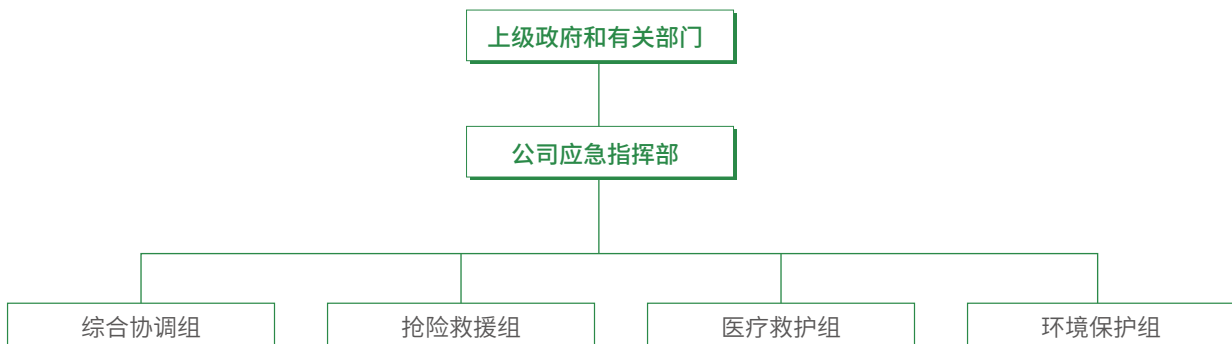 上级政府和有关部门
公司应急指挥部
综合协调组
抢险救援组
医疗救护组
环境保护组